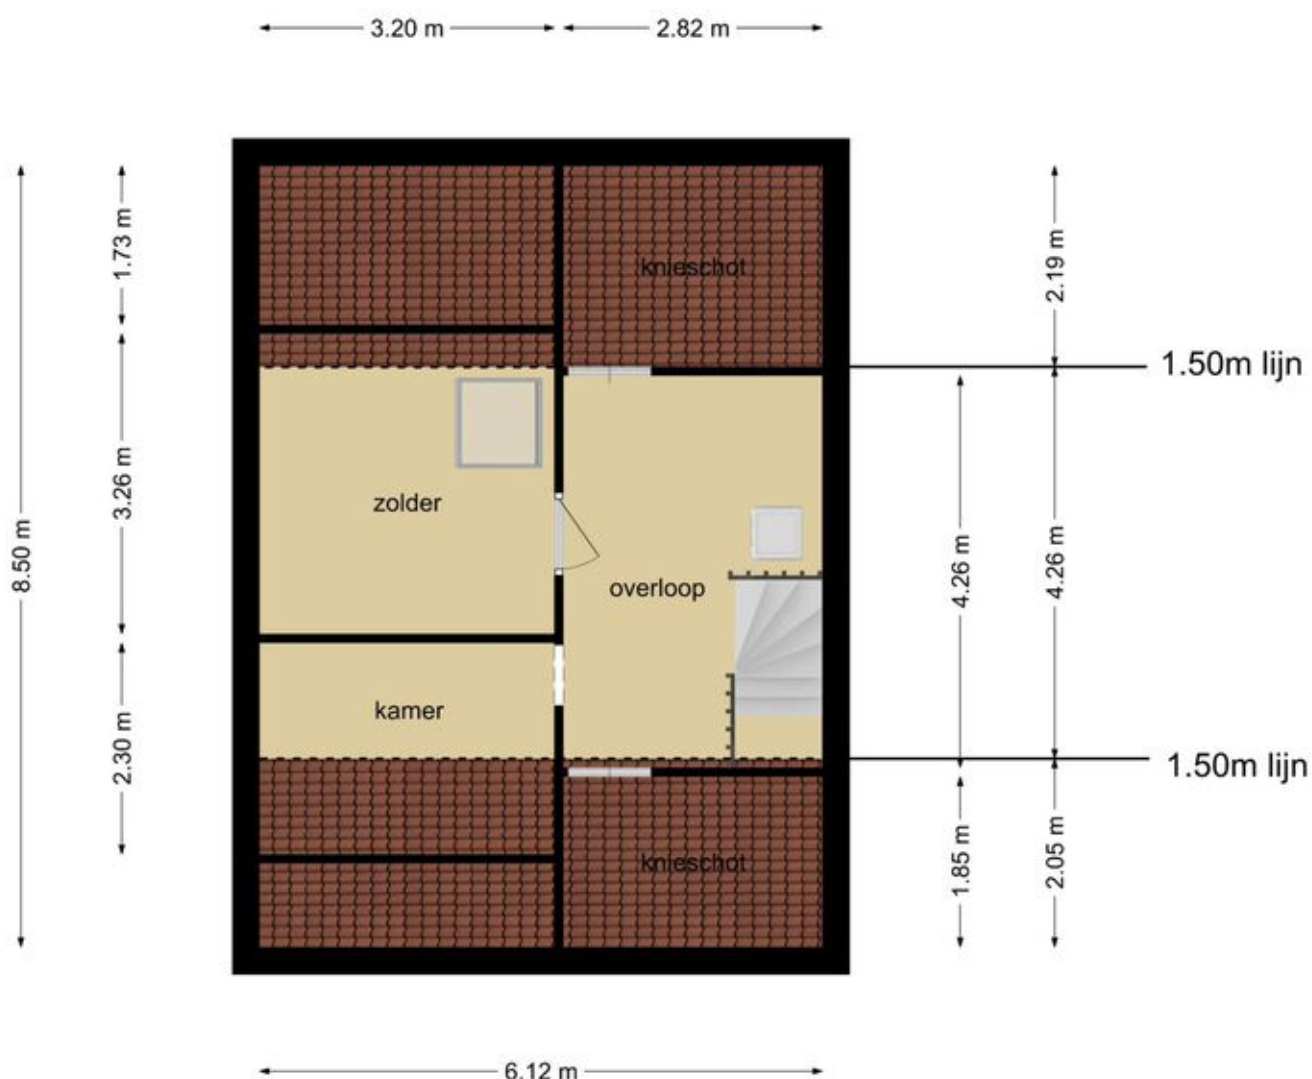 3.20 m
2.82 m
1.73 m
knieschot
2.19 m
1.50m lijn
3.26 m
zolder
8.50 m
4.26 m
4.26 m
overloop
kamer
2.30 m
1.50m lijn
1.85 m
2.05 m
knieschot
6.12 m